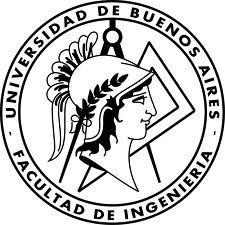 - UNIVERSIDAD DE BUENOS AIRES -
FACULTAD DE INGENIERIA